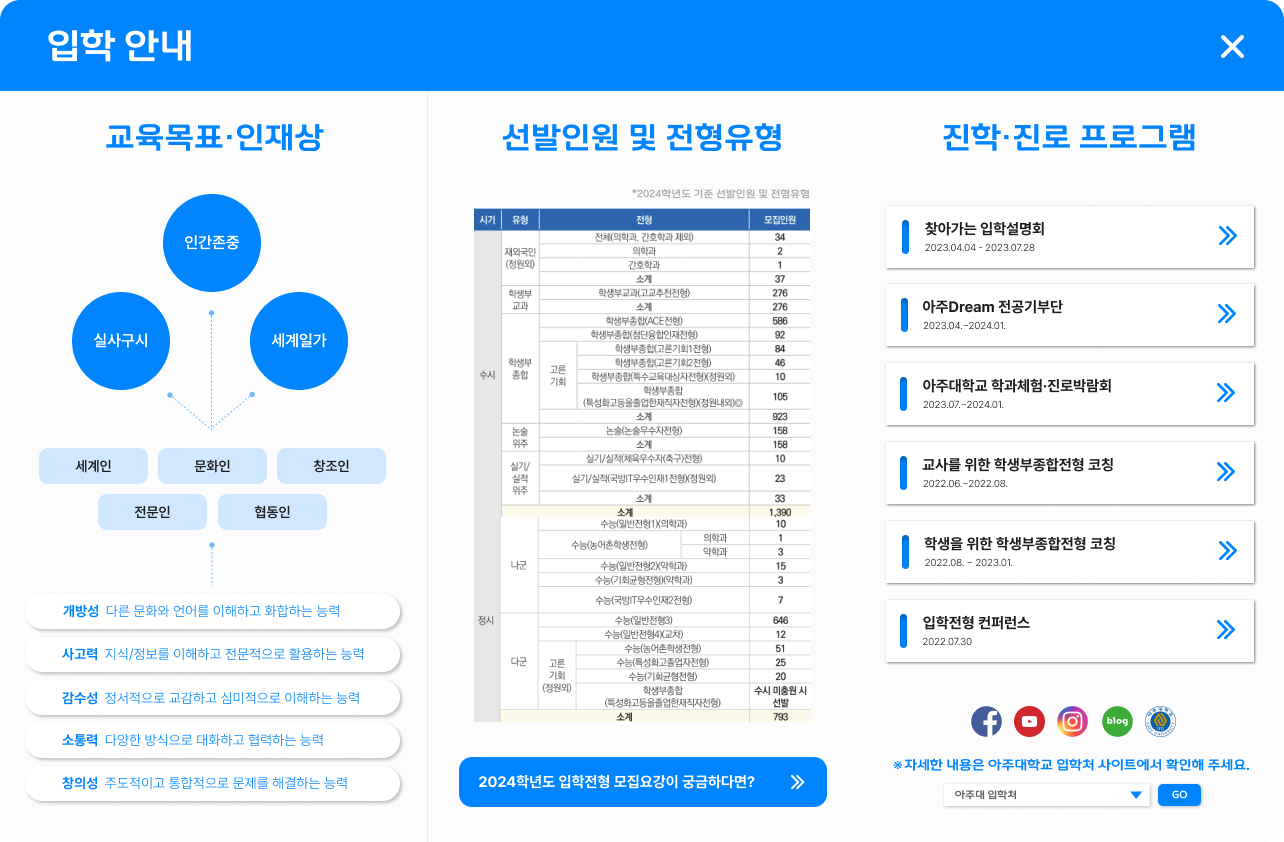 입학 안내
교육목표·인재상
인간존중
실사구시
세계일가
세계인
문화인
창조인
전문인
협동인
개방성 다른 문화와 언어를 이해하고 화합하는 능력
사고력 지식/정보를 이해하고 전문적으로 활용하는 능력
감수성 정서적으로 교감하고 심미적으로 이해하는 능력
소통력 다양한 방식으로 대화하고 협력하는 능력
창의성 주도적이고 통합적으로 문제를 해결하는 능력
선발인원 및 전형유형
*2024학년도 기준 선발인원 및 전형유형
시기 유형 전형 모집인원
수시
재외국민
(정원외)
전체(의학과, 간호학과 제외) 34
의학과 2
간호학과 1
소계 37
학생부
교과
학생부교과(고교추천전형) 276
소계 276
학생부
종합
학생부종합(ACE전형) 586
학생부종합(첨단융합인재전형) 92
고른
기회
학생부종합(고른기회1전형) 84
학생부종합(고른기회2전형) 46
학생부종합(특수교육대상자전형)(정원외) 10
학생부종합
(특성화고등을졸업한재직자전형)(정원내외)◎ 105
소계 923
논술
위주
논술(논술우수자전형) 158
소계 158
실기/
실적
위주
실기/실적(체육우수자(축구)전형) 10
실기/실적(국방IT우수인재1전형)(정원외) 23
소계 33
소계 1,390
정시
나군
수능(일반전형1)(의학과) 10
수능(농어촌학생전형)
의학과 1
약학과 3
수능(일반전형2)(약학과) 15
수능(기회균형전형)(약학과) 3
수능(국방IT우수인재2전형) 7
다군
수능(일반전형3) 646
수능(일반전형4)(교차) 12
고른
기회
(정원외)
수능(농어촌학생전형) 51
수능(특성화고졸업자전형) 25
수능(기회균형전형) 20
학생부종합
(특성화고등을졸업한재직자전형)
수시 미충원 시
선발
소계 793
2024학년도 입학전형 모집요강이 궁금하다면?
진학·진로 프로그램
찾아가는 입학설명회
2023.04.04 - 2023.07.28
아주Dream 전공기부단
2023.04.~2024.01.
아주대학교 학과체험·진로박람회
2023.07.~2024.01.
교사를 위한 학생부종합전형 코칭
2022.06.~2022.08.
학생을 위한 학생부종합전형 코칭
2022.08. ~ 2023.01.
입학전형 컨퍼런스
2022.07.30
blog
※자세한 내용은 아주대학교 입학처 사이트에서 확인해 주세요.
아주대 입학처
GO